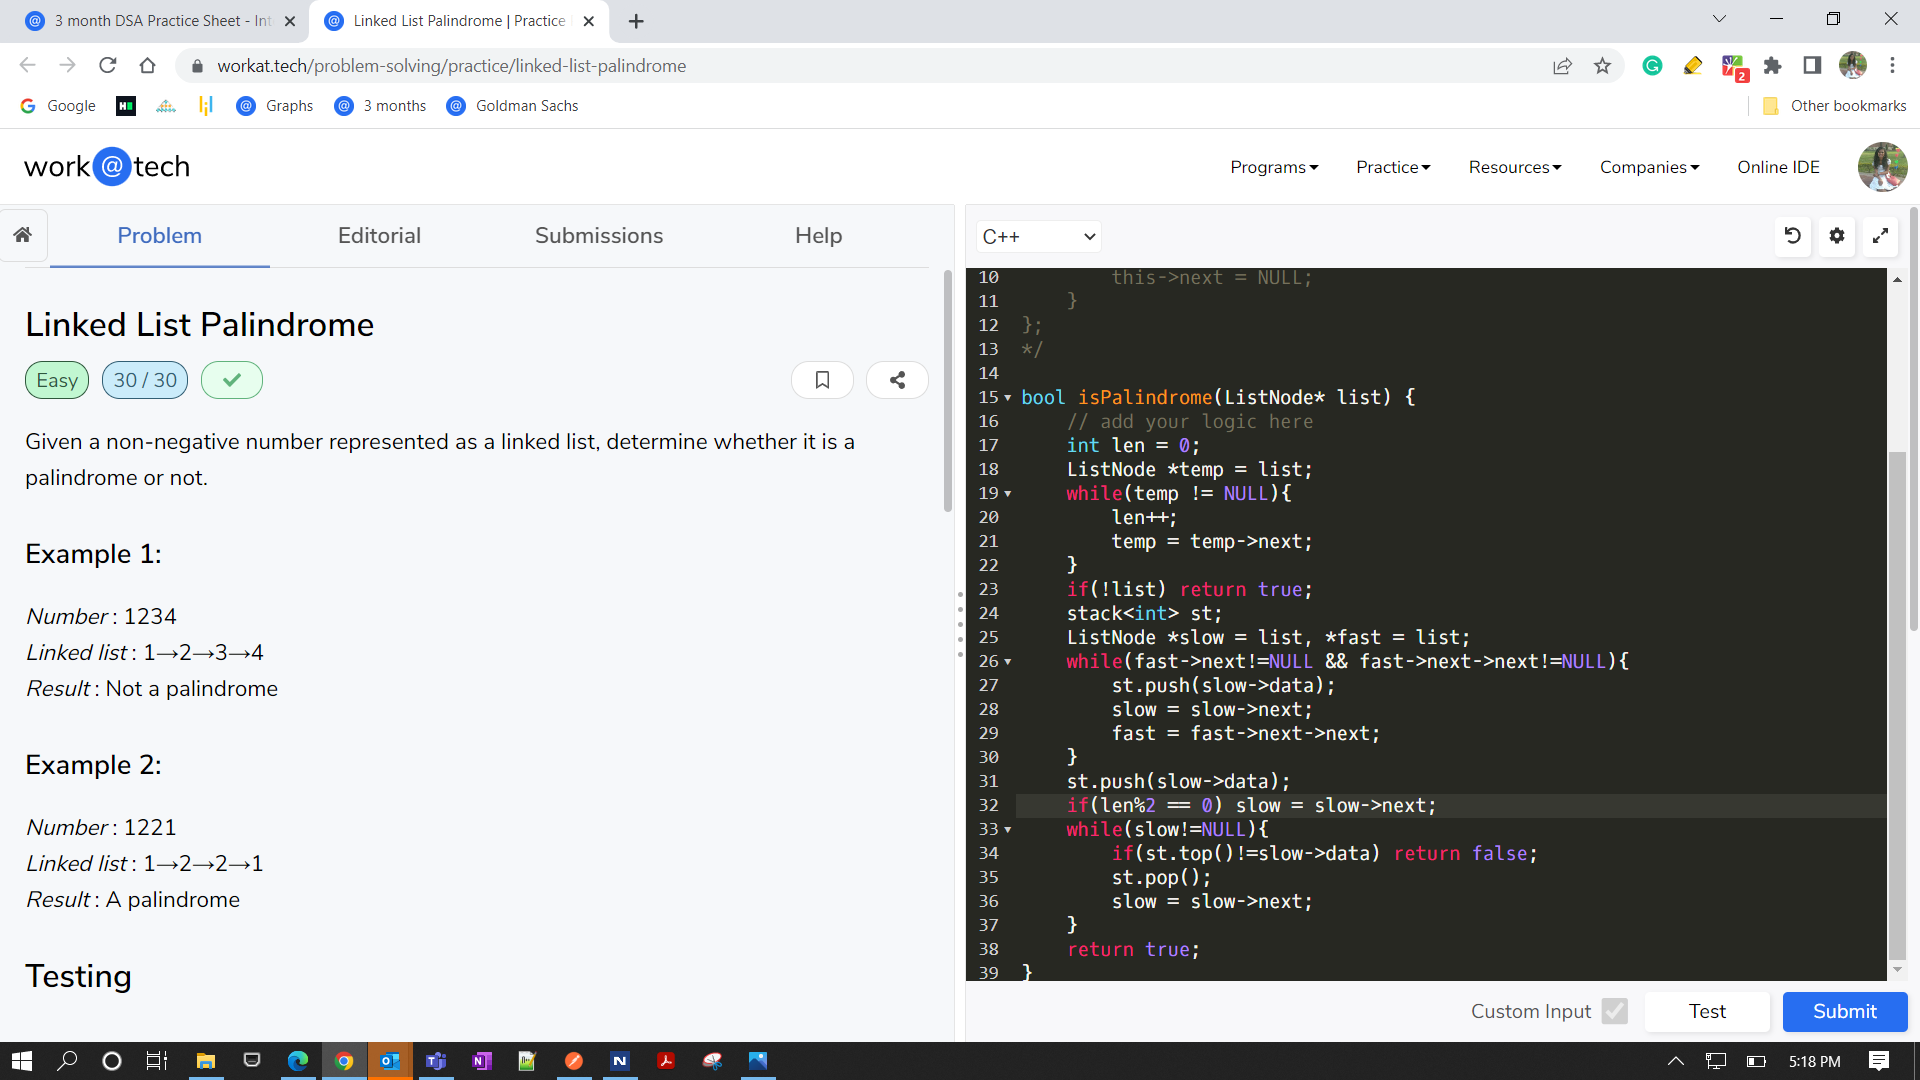 3 month DSA Practice Sheet - Int
Linked List Palindrome | Practice
workat.tech/problem-solving/practice/linked-list-palindrome
2
Google
Graphs
3 months
Goldman Sachs
Other bookmarks
work@tech
Programs
Practice
Resources
Companies
Online IDE
Problem
Editorial
Submissions
Help
Linked List Palindrome
Easy
30 / 30
Given a non-negative number represented as a linked list, determine whether it is a
palindrome or not.
Example 1:
Number : 1234
Linked list : 1→2→3→4
Result : Not a palindrome
Example 2:
Number : 1221
Linked list : 1→2→2→1
Result : A palindrome
Testing
C++
10 this->next = NULL;
11 }
12 };
13 */
14
15 bool isPalindrome(ListNode* list) {
16 // add your logic here
17 int len = 0;
18 ListNode *temp = list;
19 while(temp != NULL){
20 len++;
21 temp = temp->next;
22 }
23 if(!list) return true;
24 stack<int> st;
25 ListNode *slow = list, *fast = list;
26 while(fast->next!=NULL && fast->next->next!=NULL){
27 st.push(slow->data);
28 slow = slow->next;
29 fast = fast->next->next;
30 }
31 st.push(slow->data);
32 if(len%2 == 0) slow = slow->next;
33 while(slow!=NULL){
34 if(st.top()!=slow->data) return false;
35 st.pop();
36 slow = slow->next;
37 }
38 return true;
39 }
Custom Input
Test
Submit
5:18 PM